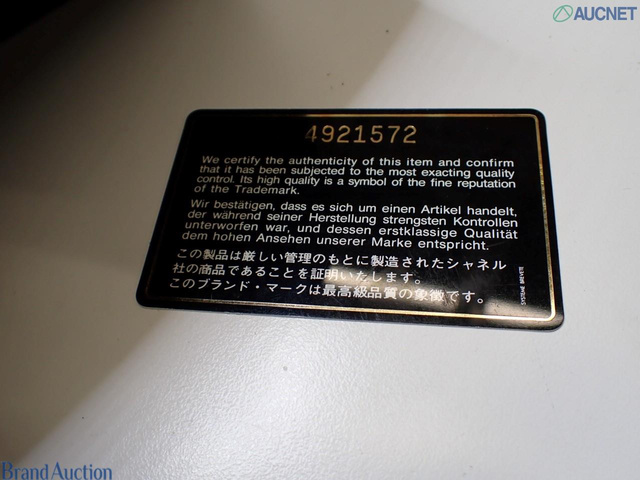 AUCNET
4921572
We certify the authenticity of this item and confirm
that it has been subjected to the most exacting quality
control. Its high quality is a symbol of the fine reputation
of the Trademark.
Wir bestätigen, dass es sich um einen Artikel handelt,
der während seiner Herstellung strengsten Kontrollen
unterworfen war, und dessen erstklassige Qualität
dem hohen Ansehen unserer Marke entspricht.
この製品は厳しい管理のもとに製造されたシャネル
社の商品であることを証明いたします。
このブランド・マークは最高級品質の象徴です。
Brand Auction